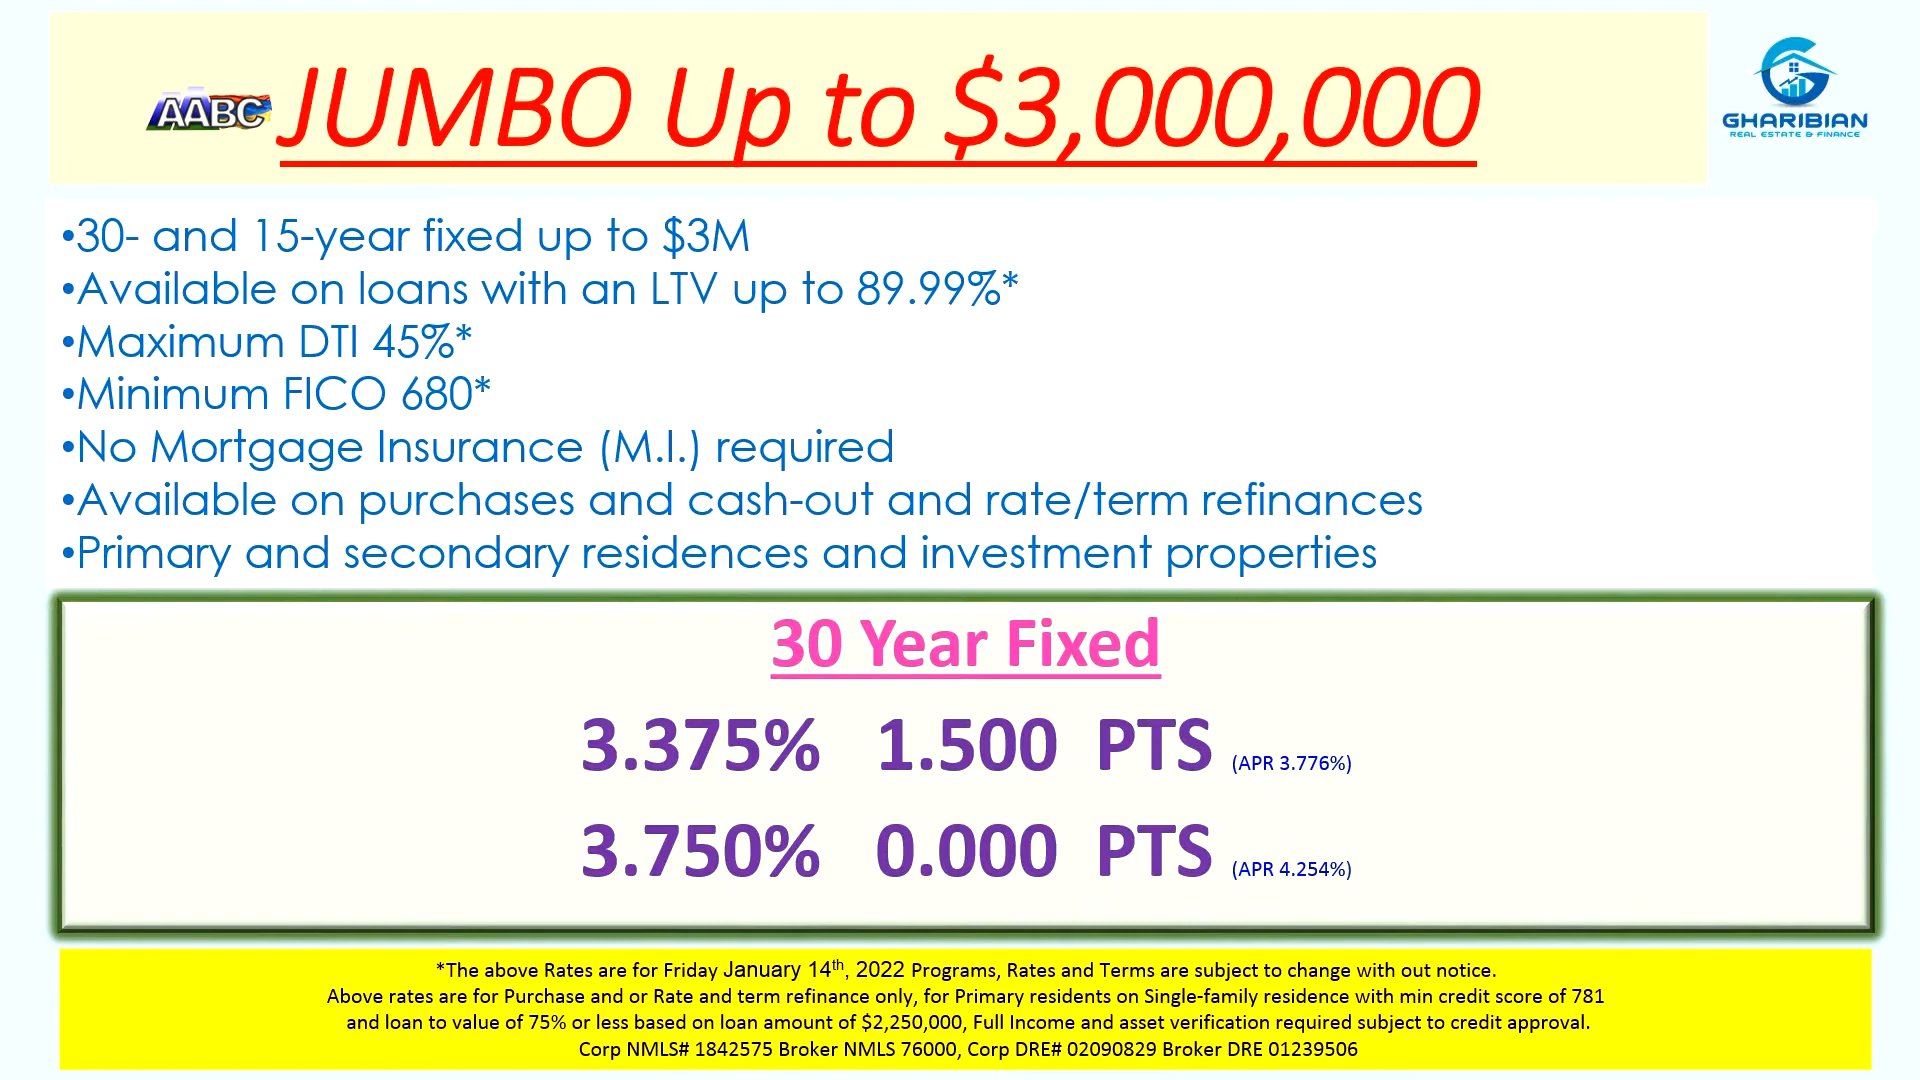 AABC
JUMBO Up to $3,000,000
GHARIBIAN
REAL ESTATE & FINANCE
•30- and 15-year fixed up to $3M
•Available on loans with an LTV up to 89.99%*
•Maximum DTI 45%*
•Minimum FICO 680*
•No Mortgage Insurance (M.I.) required
•Available on purchases and cash-out and rate/term refinances
•Primary and secondary residences and investment properties
30 Year Fixed
3.375% 1.500 PTS (APR 3.776%)
3.750% 0.000 PTS (APR 4.254%)
*The above Rates are for Friday January 14th, 2022 Programs, Rates and Terms are subject to change with out notice.
Above rates are for Purchase and or Rate and term refinance only, for Primary residents on Single-family residence with min credit score of 781
and loan to value of 75% or less based on loan amount of $2,250,000, Full Income and asset verification required subject to credit approval.
Corp NMLS# 1842575 Broker NMLS 76000, Corp DRE# 02090829 Broker DRE 01239506